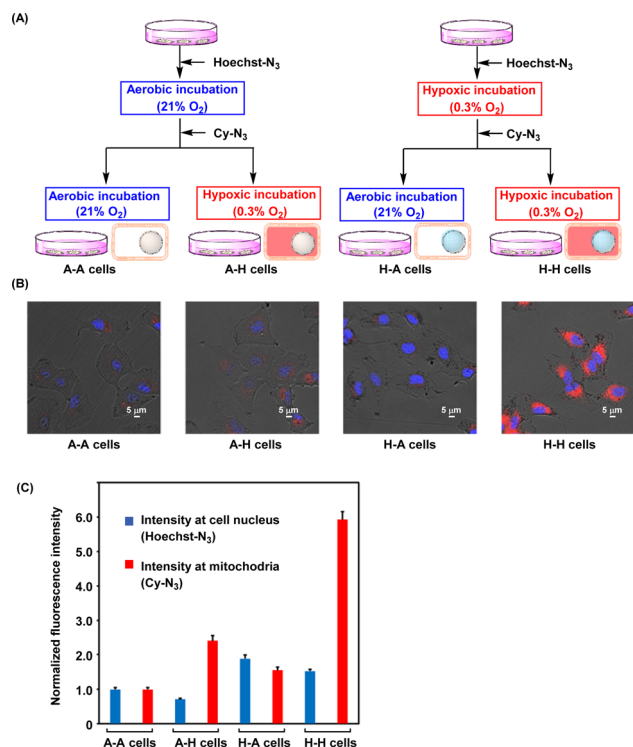 (A)
Hoechst-N3
Hoechst-N3
Aerobic incubation
(21% O2)
Hypoxic incubation
(0.3% O2)
Cy-N3
Cy-N3
Aerobic incubation
(21% O2)
Hypoxic incubation
(0.3% O2)
Aerobic incubation
(21% O2)
Hypoxic incubation
(0.3% O2)
A-A cells
A-H cells
H-A cells
H-H cells
(B)
5 μm
5 μm
5 μm
5 μm
A-A cells
A-H cells
H-A cells
H-H cells
(C)
Normalized fluorescence intensity
6.0
5.0
4.0
3.0
2.0
1.0
0
Intensity at cell nucleus
(Hoechst-N3)
Intensity at mitochodria
(Cy-N3)
A-A cells
A-H cells
H-A cells
H-H cells